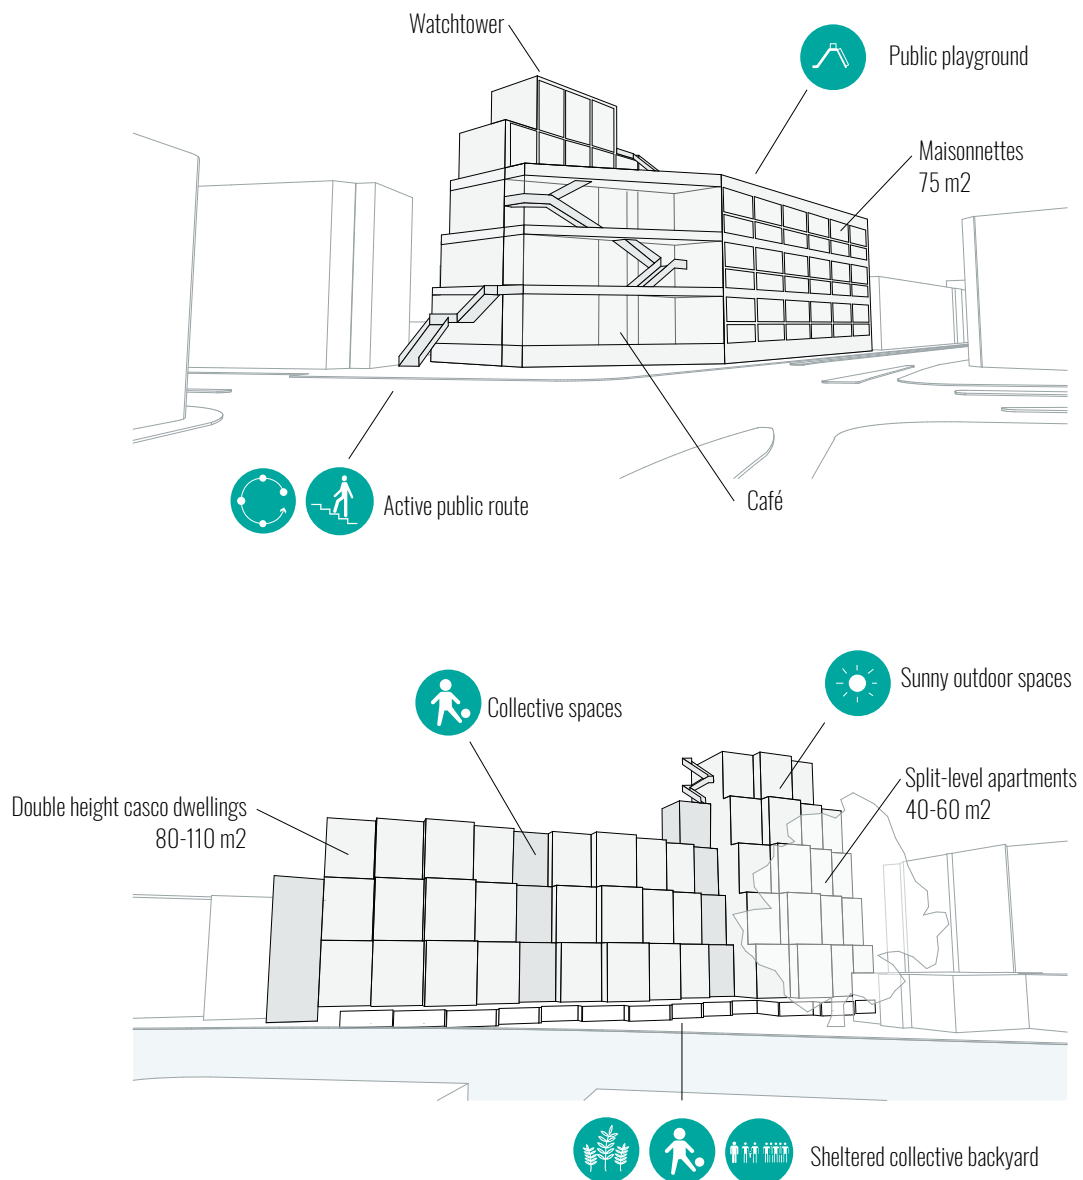 Watchtower
Public playground
Maisonnettes
75 m2
Active public route
Café
Sunny outdoor spaces
Collective spaces
Split-level apartments
40-60 m2
Double height casco dwellings
80-110 m2
Sheltered collective backyard